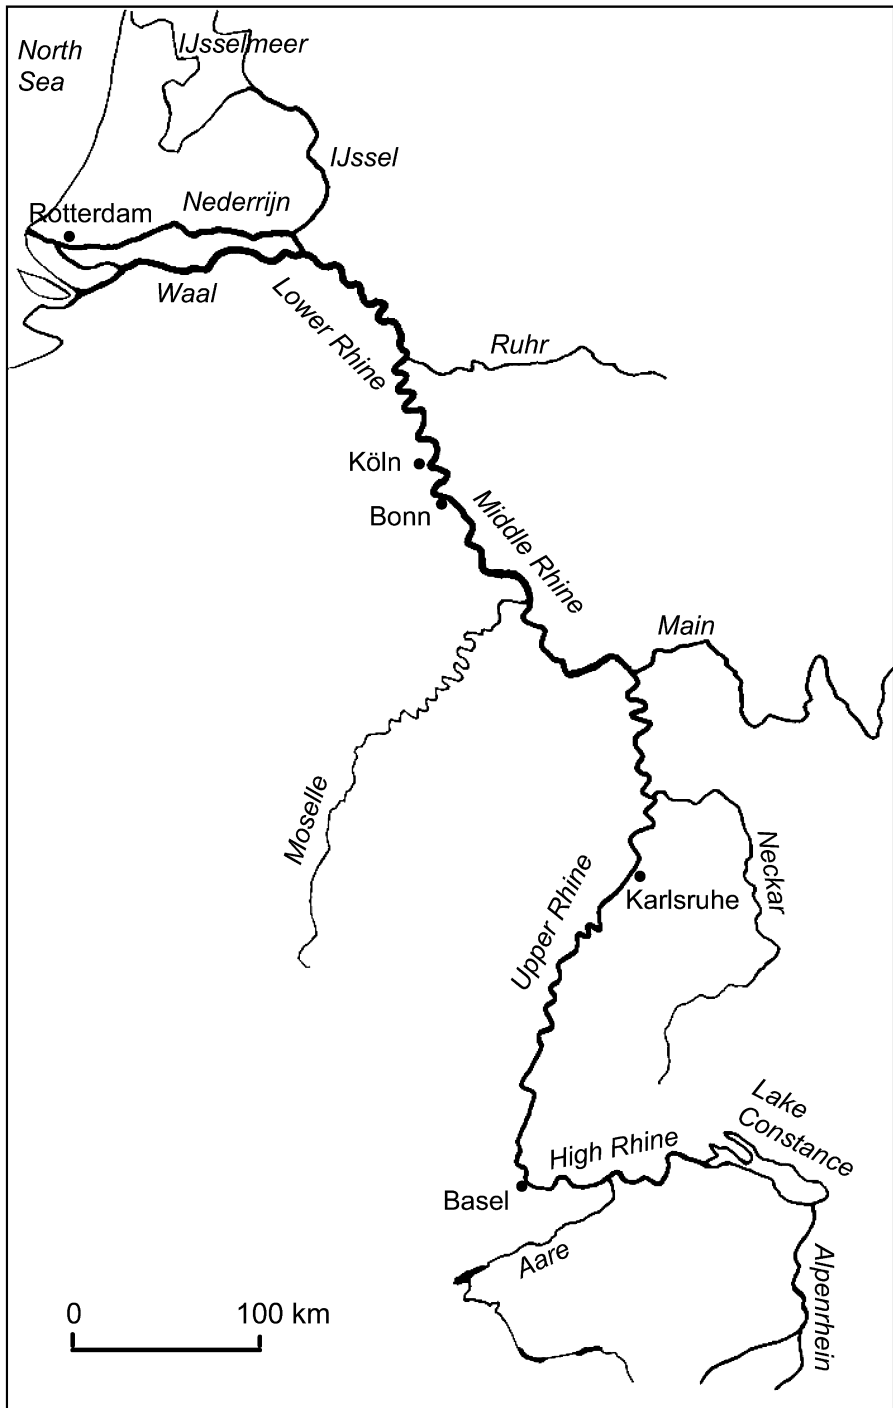 North
Sea
IJsselmeer
IJssel
Nederrijn
Rotterdam
Waal
Lower Rhine
Ruhr
Köln
Bonn
Middle Rhine
Main
Moselle
Neckar
Karlsruhe
Upper Rhine
Lake
Constance
High Rhine
Basel
Aare
Alpenrhein
0 100 km